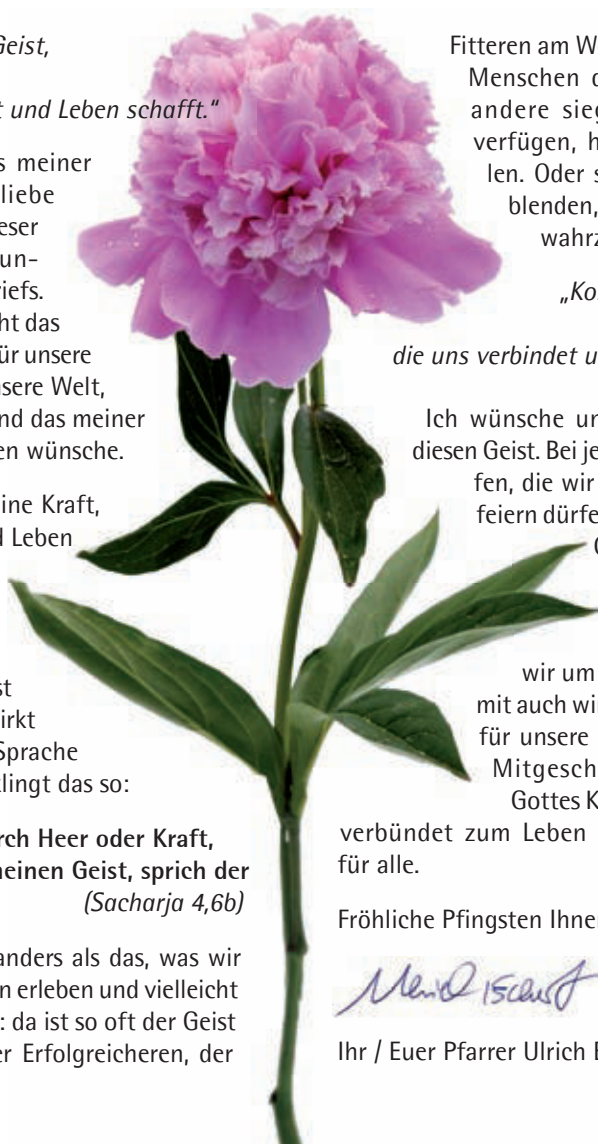 Geist,
t und Leben schafft.“
s meiner
liebe
eser
un-
riefs.
ht das
für unsere
nsere Welt,
nd das meiner
en wünsche.
ine Kraft,
d Leben
st
irkt
Sprache
klingt das so:
rch Heer oder Kraft,
meinen Geist, sprich der
(Sacharja 4,6b)
anders als das, was wir
n erleben und vielleicht
: da ist so oft der Geist
er Erfolgreicheren, der
Fitteren am W
Menschen d
andere sieg
verfügen, h
len. Oder s
blenden,
wahrz
„Ko
die uns verbindet u
Ich wünsche un
diesen Geist. Bei je
fen, die wir
feiern dürfe
wir um
mit auch wi
für unsere
Mitgesch
Gottes K
verbündet zum Leben
für alle.
Fröhliche Pfingsten Ihne
Ihr / Euer Pfarrer Ulrich